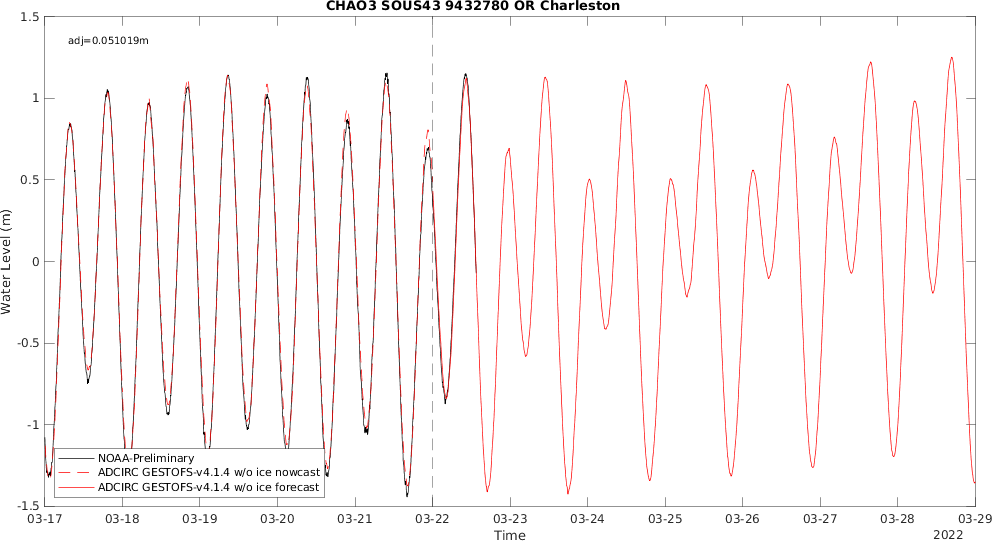 CHAO3 SOUS43 9432780 OR Charleston
adj=0.051019m
Water Level (m)
1.5
1
0.5
0
-0.5
-1
-1.5
NOAA-Preliminary
ADCIRC GESTOFS-v4.1.4 w/o ice nowcast
ADCIRC GESTOFS-v4.1.4 w/o ice forecast
03-17 03-18 03-19 03-20 03-21 03-22 03-23 03-24 03-25 03-26 03-27 03-28 03-29
Time
2022